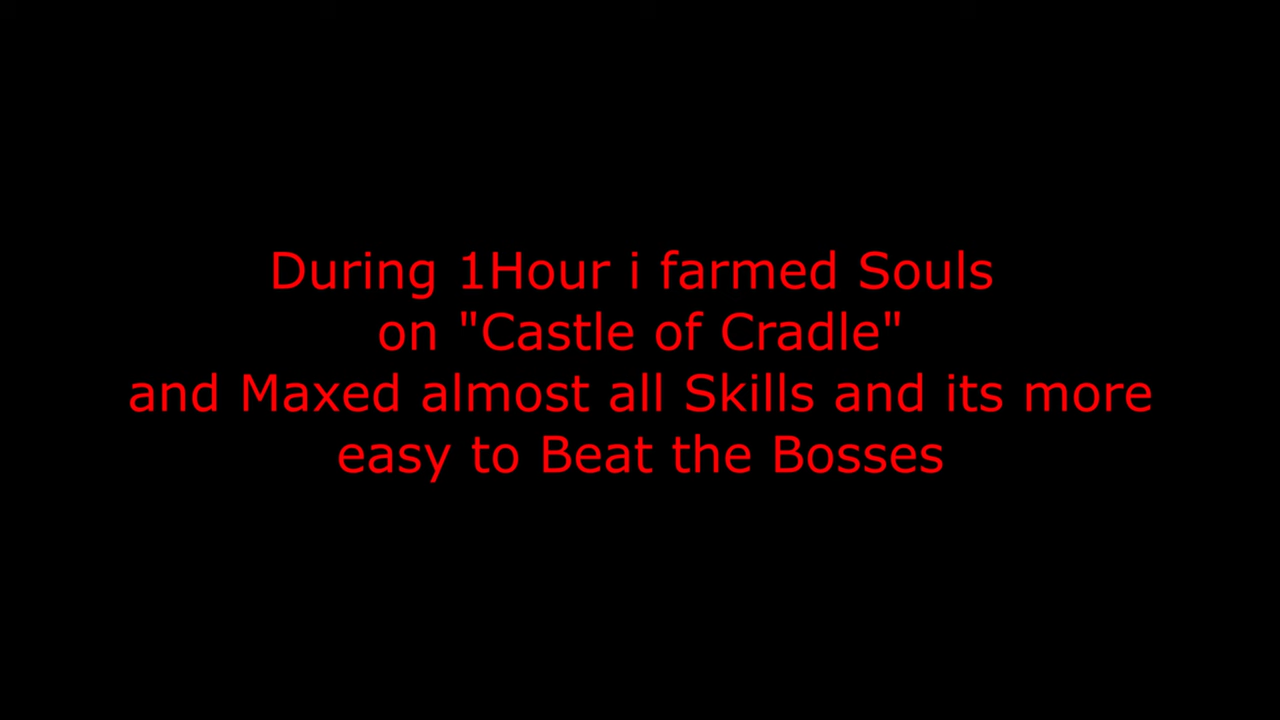 During 1Hour i farmed Souls
on "Castle of Cradle"
and Maxed almost all Skills and its more
easy to Beat the Bosses